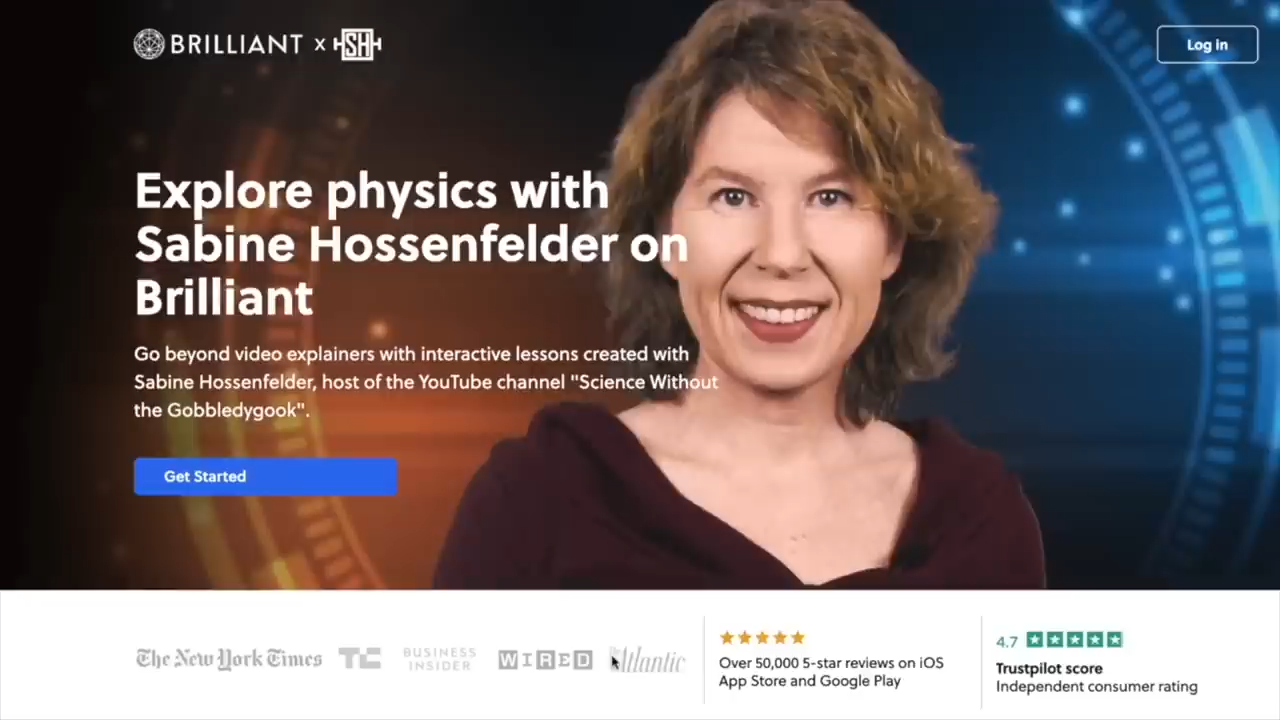 BRILLIANT x SH
Log in
Explore physics with
Sabine Hossenfelder on
Brilliant
Go beyond video explainers with interactive lessons created with
Sabine Hossenfelder, host of the YouTube channel "Science Without
the Gobbledygook".
Get Started
The New York Times
TC
BUSINESS
INSIDER
WIRED
Atlantic
Over 50,000 5-star reviews on iOS
App Store and Google Play
4.7
Trustpilot score
Independent consumer rating